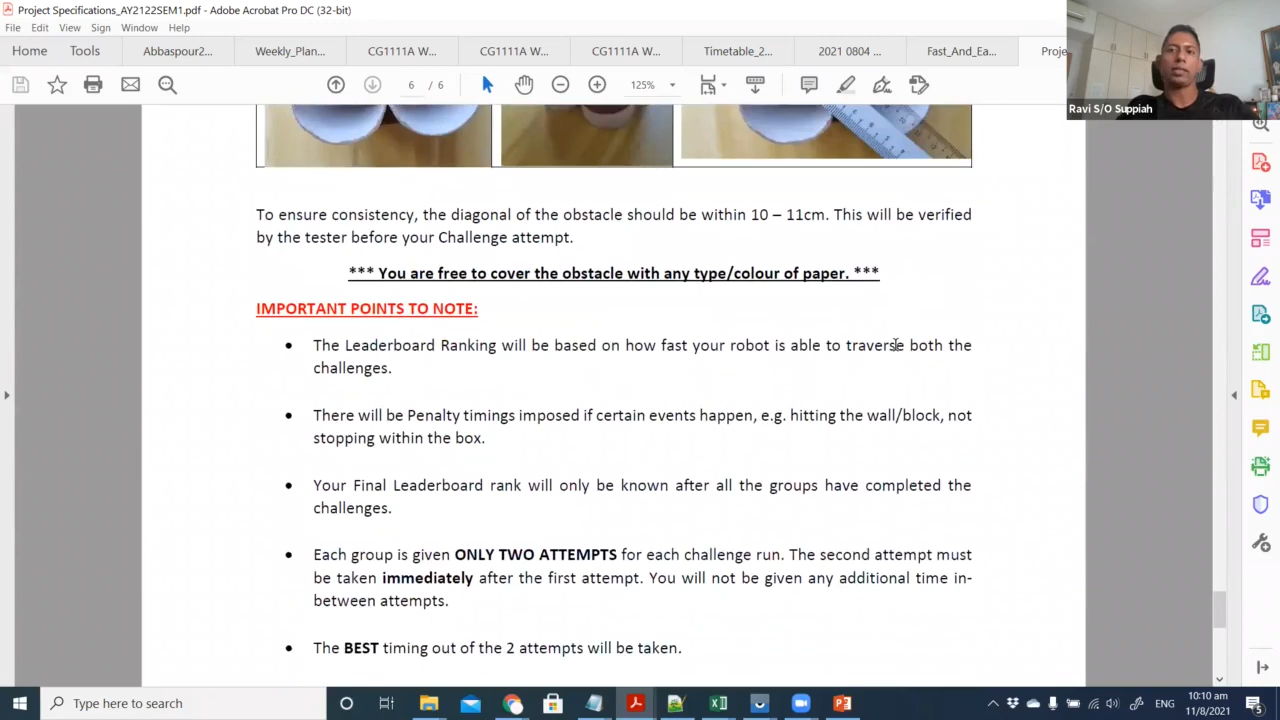 Project Specifications_AY2122SEM1.pdf - Adobe Acrobat Pro DC (32-bit)
File Edit View Sign Window Help
Home Tools Abbaspour2... Weekly_Plan... CG1111A W... CG1111A W... CG1111A W... Timetable_2... 2021 0804 ... Fast_And_Ea... Proje
6 / 6 125%
Ravi S/O Suppiah
To ensure consistency, the diagonal of the obstacle should be within 10 – 11cm. This will be verified
by the tester before your Challenge attempt.
*** You are free to cover the obstacle with any type/colour of paper. ***
IMPORTANT POINTS TO NOTE:
• The Leaderboard Ranking will be based on how fast your robot is able to traverse both the
challenges.
• There will be Penalty timings imposed if certain events happen, e.g. hitting the wall/block, not
stopping within the box.
• Your Final Leaderboard rank will only be known after all the groups have completed the
challenges.
• Each group is given ONLY TWO ATTEMPTS for each challenge run. The second attempt must
be taken immediately after the first attempt. You will not be given any additional time in-
between attempts.
• The BEST timing out of the 2 attempts will be taken.
Type here to search
ENG
10:10 am
11/8/2021
5